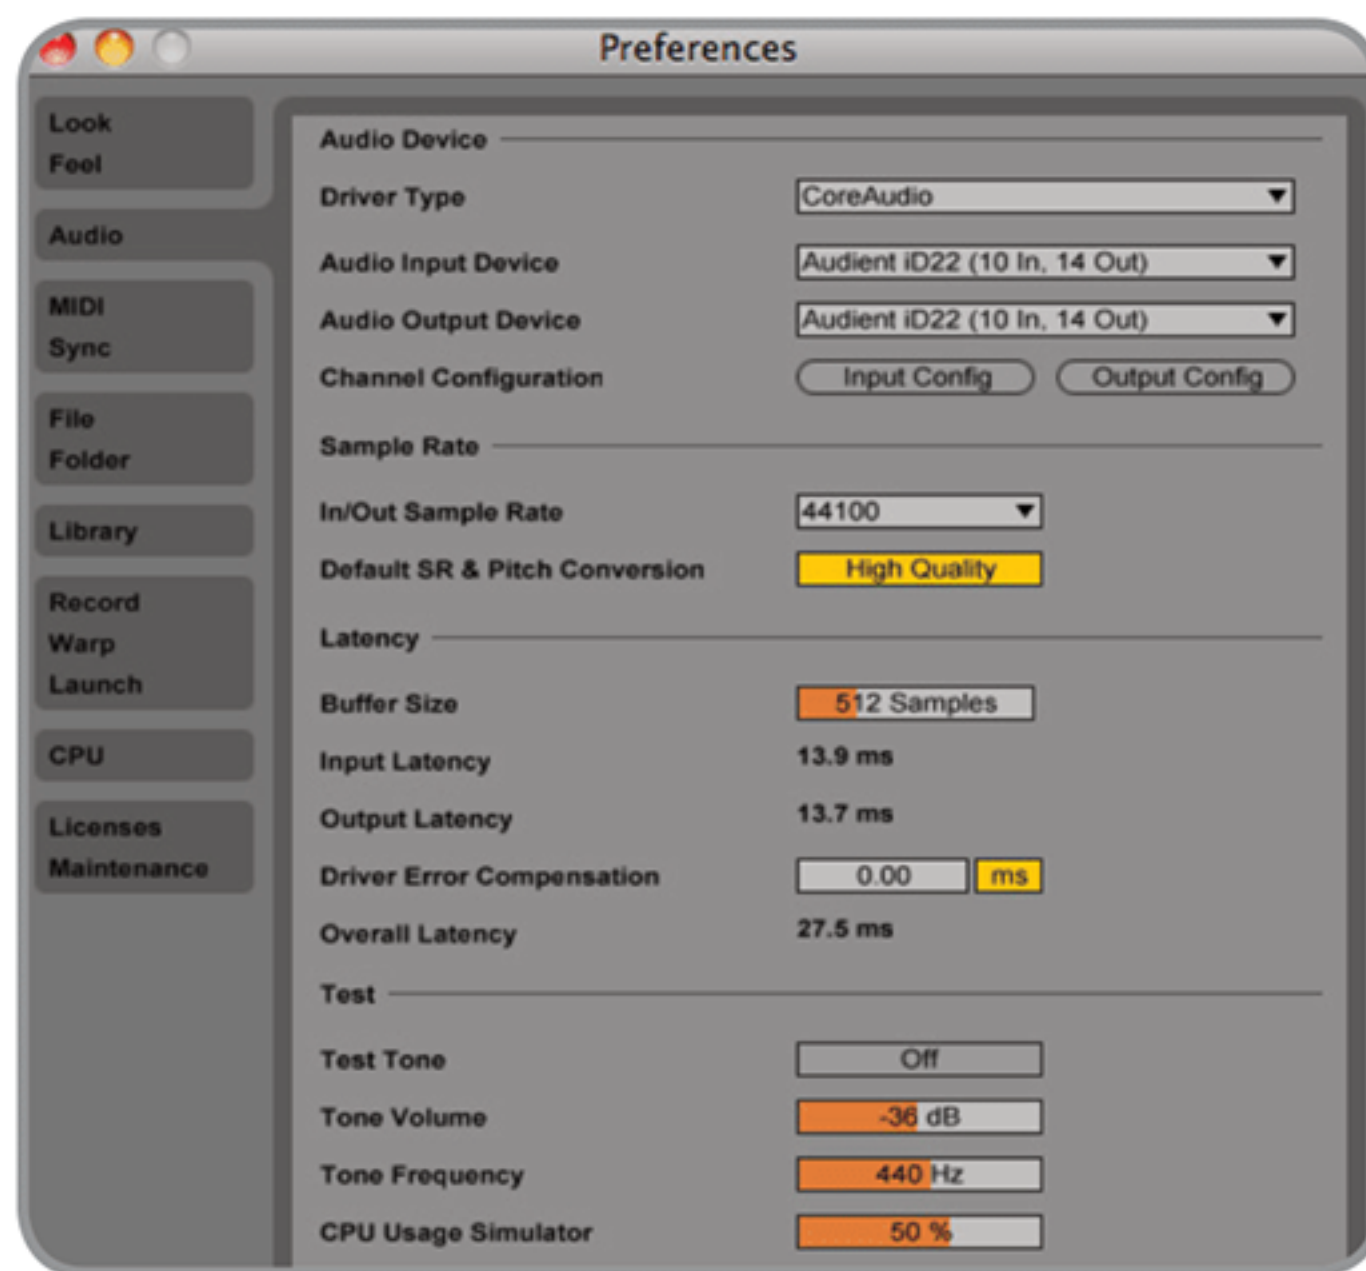 Preferences
Look
Feel
Audio
MIDI
Sync
File
Folder
Library
Record
Warp
Launch
CPU
Licenses
Maintenance
Audio Device
Driver Type CoreAudio
Audio Input Device Audient iD22 (10 In, 14 Out)
Audio Output Device Audient iD22 (10 In, 14 Out)
Channel Configuration Input Config Output Config
Sample Rate
In/Out Sample Rate 44100
Default SR & Pitch Conversion High Quality
Latency
Buffer Size 512 Samples
Input Latency 13.9 ms
Output Latency 13.7 ms
Driver Error Compensation 0.00 ms
Overall Latency 27.5 ms
Test
Test Tone Off
Tone Volume -36 dB
Tone Frequency 440 Hz
CPU Usage Simulator 50 %